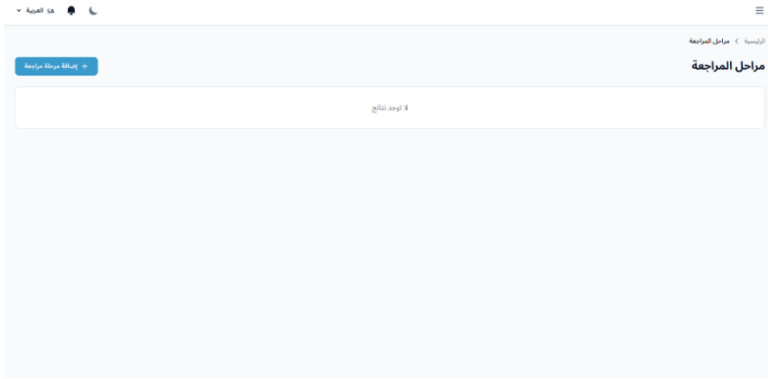 SA العربية
الرئيسية > مراحل المراجعة
مراحل المراجعة
+ إضافة مرحلة مراجعة
لا توجد نتائج